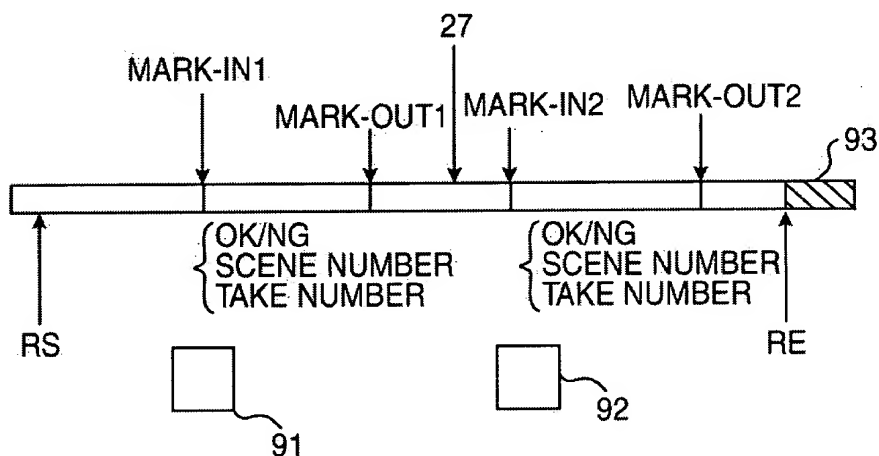 27
MARK-IN1
MARK-OUT1
MARK-IN2
MARK-OUT2
93
OK/NG
SCENE NUMBER
TAKE NUMBER
OK/NG
SCENE NUMBER
TAKE NUMBER
RS
RE
91
92